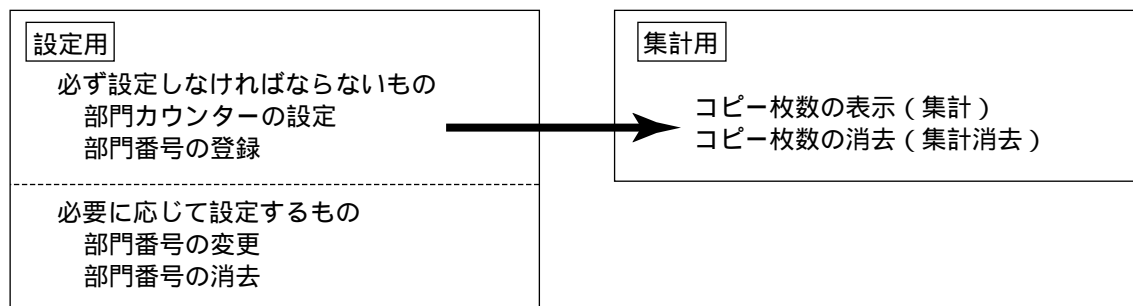 設定用
必ず設定しなければならないもの
部門カウンターの設定
部門番号の登録
必要に応じて設定するもの
部門番号の変更
部門番号の消去
集計用
コピー枚数の表示(集計)
コピー枚数の消去(集計消去)